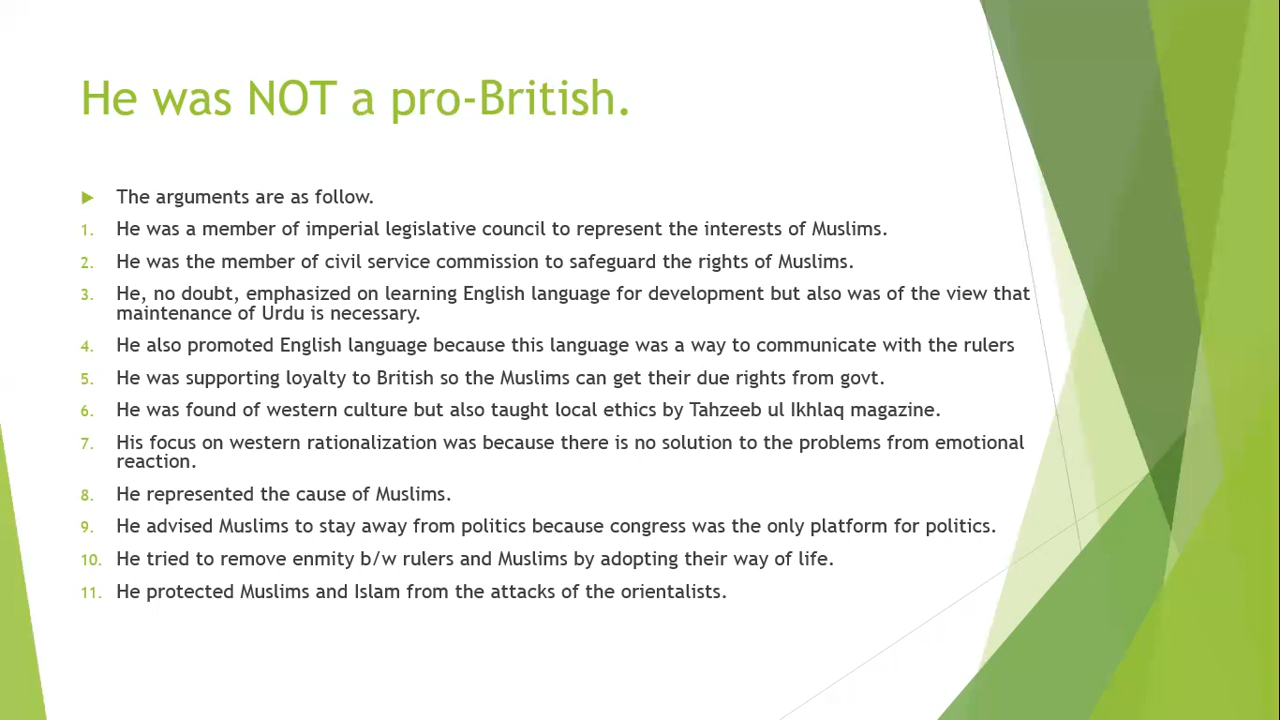 He was NOT a pro-British.
The arguments are as follow.
1. He was a member of imperial legislative council to represent the interests of Muslims.
2. He was the member of civil service commission to safeguard the rights of Muslims.
3. He, no doubt, emphasized on learning English language for development but also was of the view that
maintenance of Urdu is necessary.
4. He also promoted English language because this language was a way to communicate with the rulers
5. He was supporting loyalty to British so the Muslims can get their due rights from govt.
6. He was found of western culture but also taught local ethics by Tahzeeb ul Ikhlaq magazine.
7. His focus on western rationalization was because there is no solution to the problems from emotional
reaction.
8. He represented the cause of Muslims.
9. He advised Muslims to stay away from politics because congress was the only platform for politics.
10. He tried to remove enmity b/w rulers and Muslims by adopting their way of life.
11. He protected Muslims and Islam from the attacks of the orientalists.